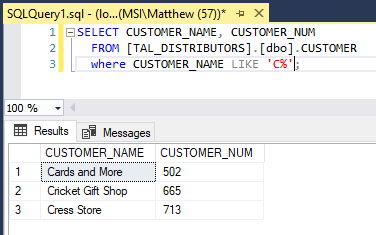 SQLQuery1.sql - (lo...(MSI\Matthew (57))*
1 SELECT CUSTOMER_NAME, CUSTOMER_NUM
2 FROM [TAL_DISTRIBUTORS].[dbo].CUSTOMER
3 where CUSTOMER_NAME LIKE 'C%';
100 %
Results Messages
CUSTOMER_NAME CUSTOMER_NUM
1 Cards and More 502
2 Cricket Gift Shop 665
3 Cress Store 713